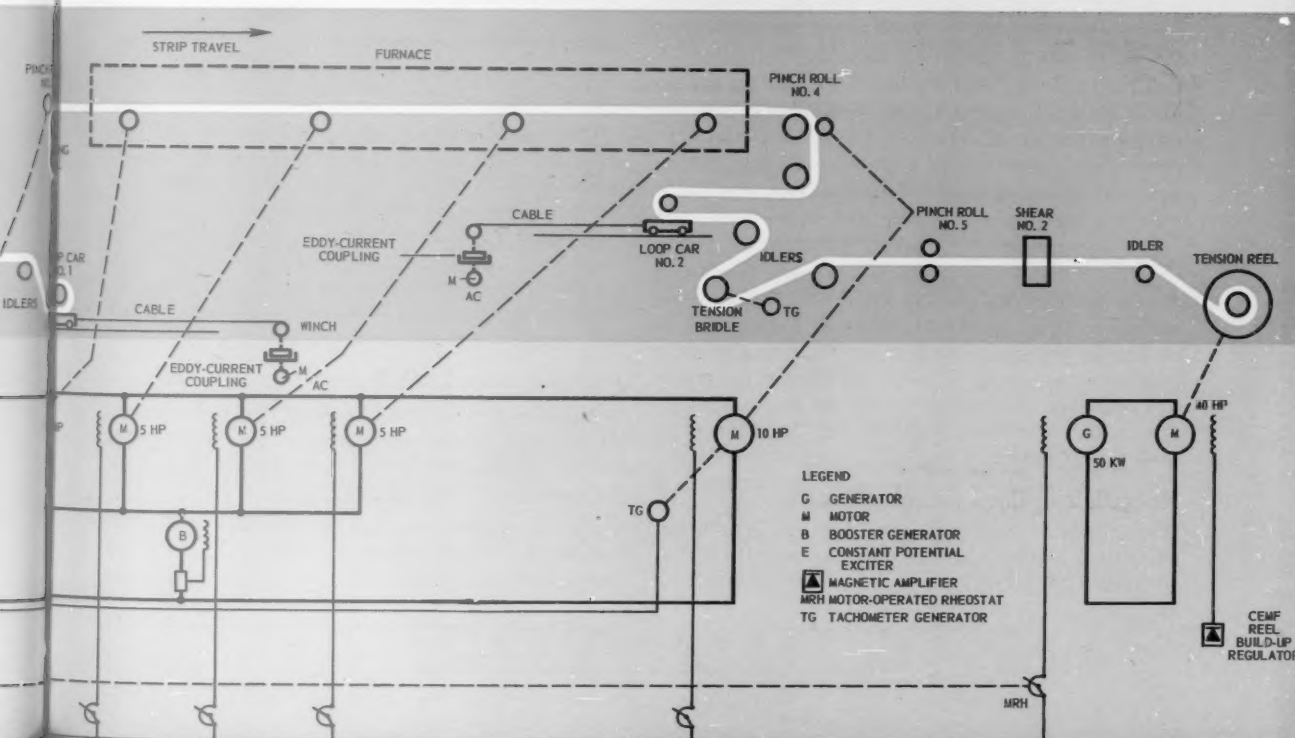 STRIP TRAVEL
FURNACE
PINCH ROLL
NO. 4
CABLE
EDDY-CURRENT
COUPLING
M
AC
LOOP CAR
NO. 2
IDLERS
TENSION
BRIDLE
TG
PINCH ROLL
NO. 5
SHEAR
NO. 2
IDLER
TENSION REEL
CAR
IDLERS
CABLE
WINCH
EDDY-CURRENT
COUPLING
M
AC
M 5 HP
M 5 HP
M 5 HP
M 10 HP
B
TG
G
50 KW
M
40 HP
LEGEND
G GENERATOR
M MOTOR
B BOOSTER GENERATOR
E CONSTANT POTENTIAL
EXCITER
MAGNETIC AMPLIFIER
MRH MOTOR-OPERATED RHEOSTAT
TG TACHOMETER GENERATOR
CEMF
REEL
BUILD-UP
REGULATOR
MRH